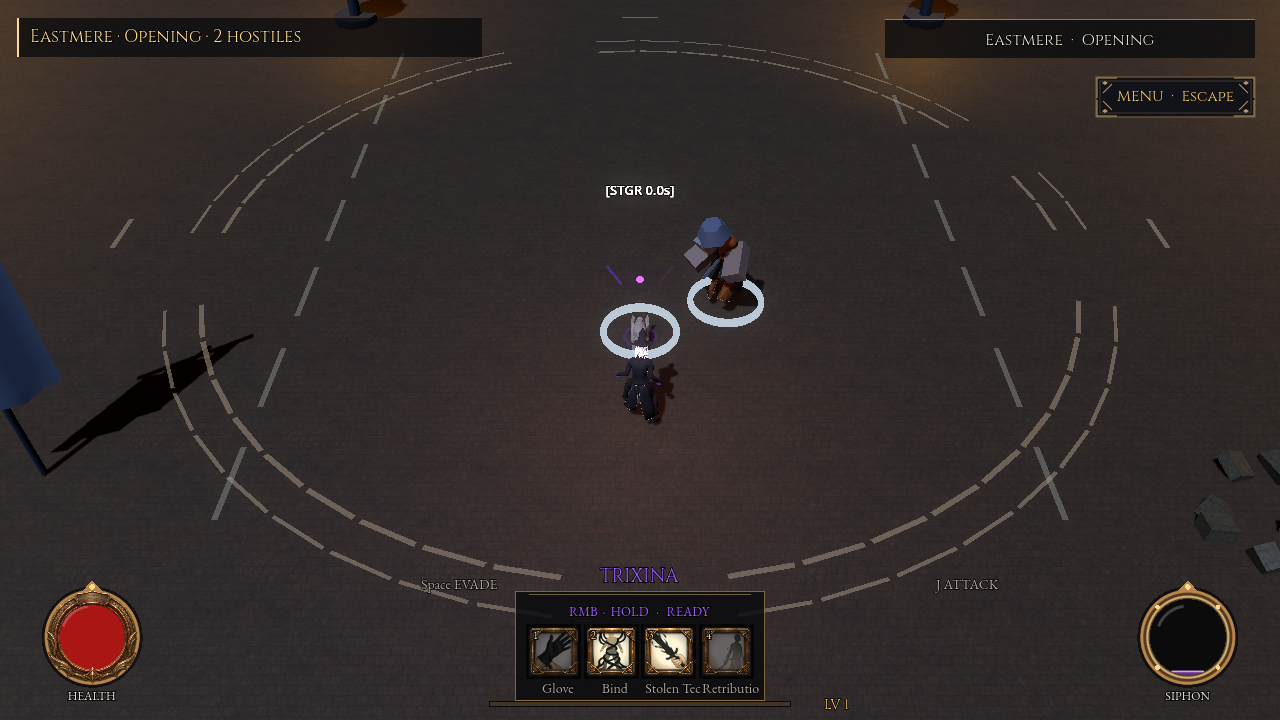 Eastmere · Opening · 2 hostiles
Eastmere · Opening
MENU · Escape
[STGR 0.0s]
Space EVADE
TRIXINA
J ATTACK
RMB · HOLD · READY
1 2 3 4
Glove Bind Stolen Tec Retributio
HEALTH
SIPHON
LV 1